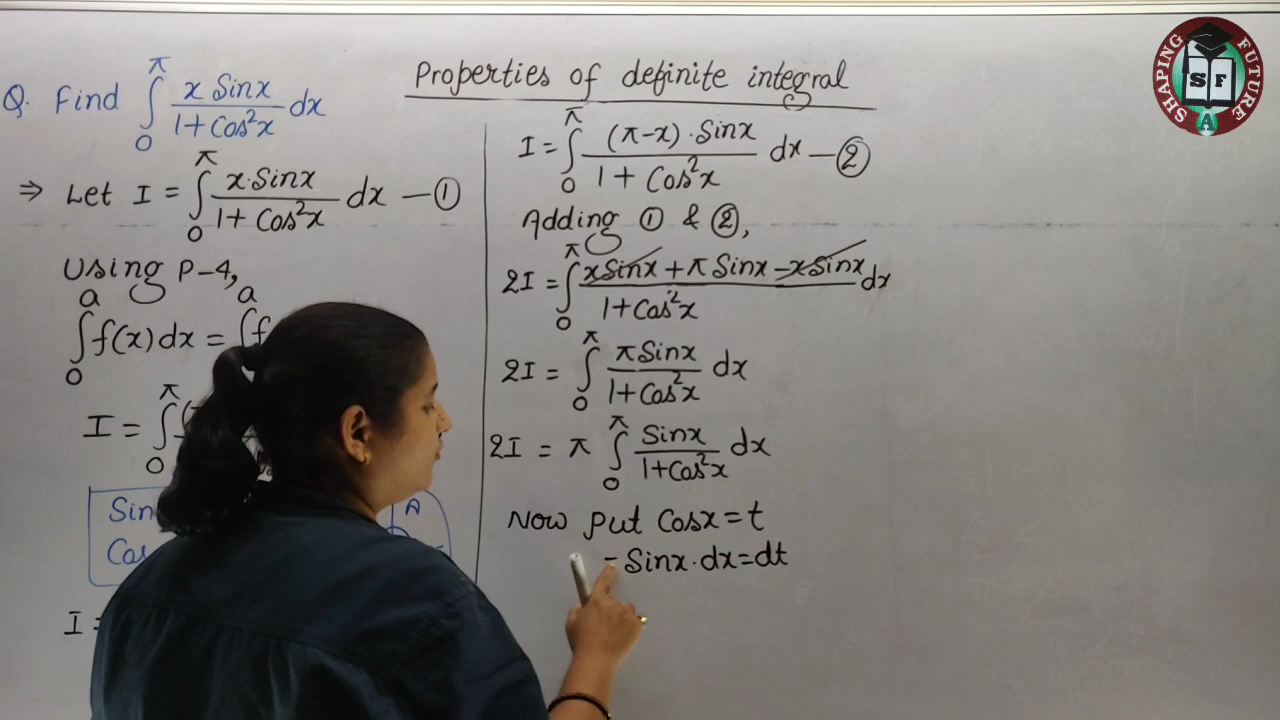 Properties of definite integral
Q. Find ∫₀^π x Sinx / 1+Cos²x dx
⇒ Let I = ∫₀^π x·Sinx / 1+Cos²x dx — ①
Using P-4,
∫₀^a f(x)dx = ∫₀^a f
I = ∫₀^π (
Sin
Cos
A
I =
I = ∫₀^π (π-x)·Sinx / 1+Cos²x dx — ②
Adding ① & ②,
2I = ∫₀^π xSinx + πSinx - xSinx / 1+Cos²x dx
2I = ∫₀^π πSinx / 1+Cos²x dx
2I = π ∫₀^π Sinx / 1+Cos²x dx
Now put Cosx = t
-Sinx·dx = dt
SHAPING FUTURE
SF
A